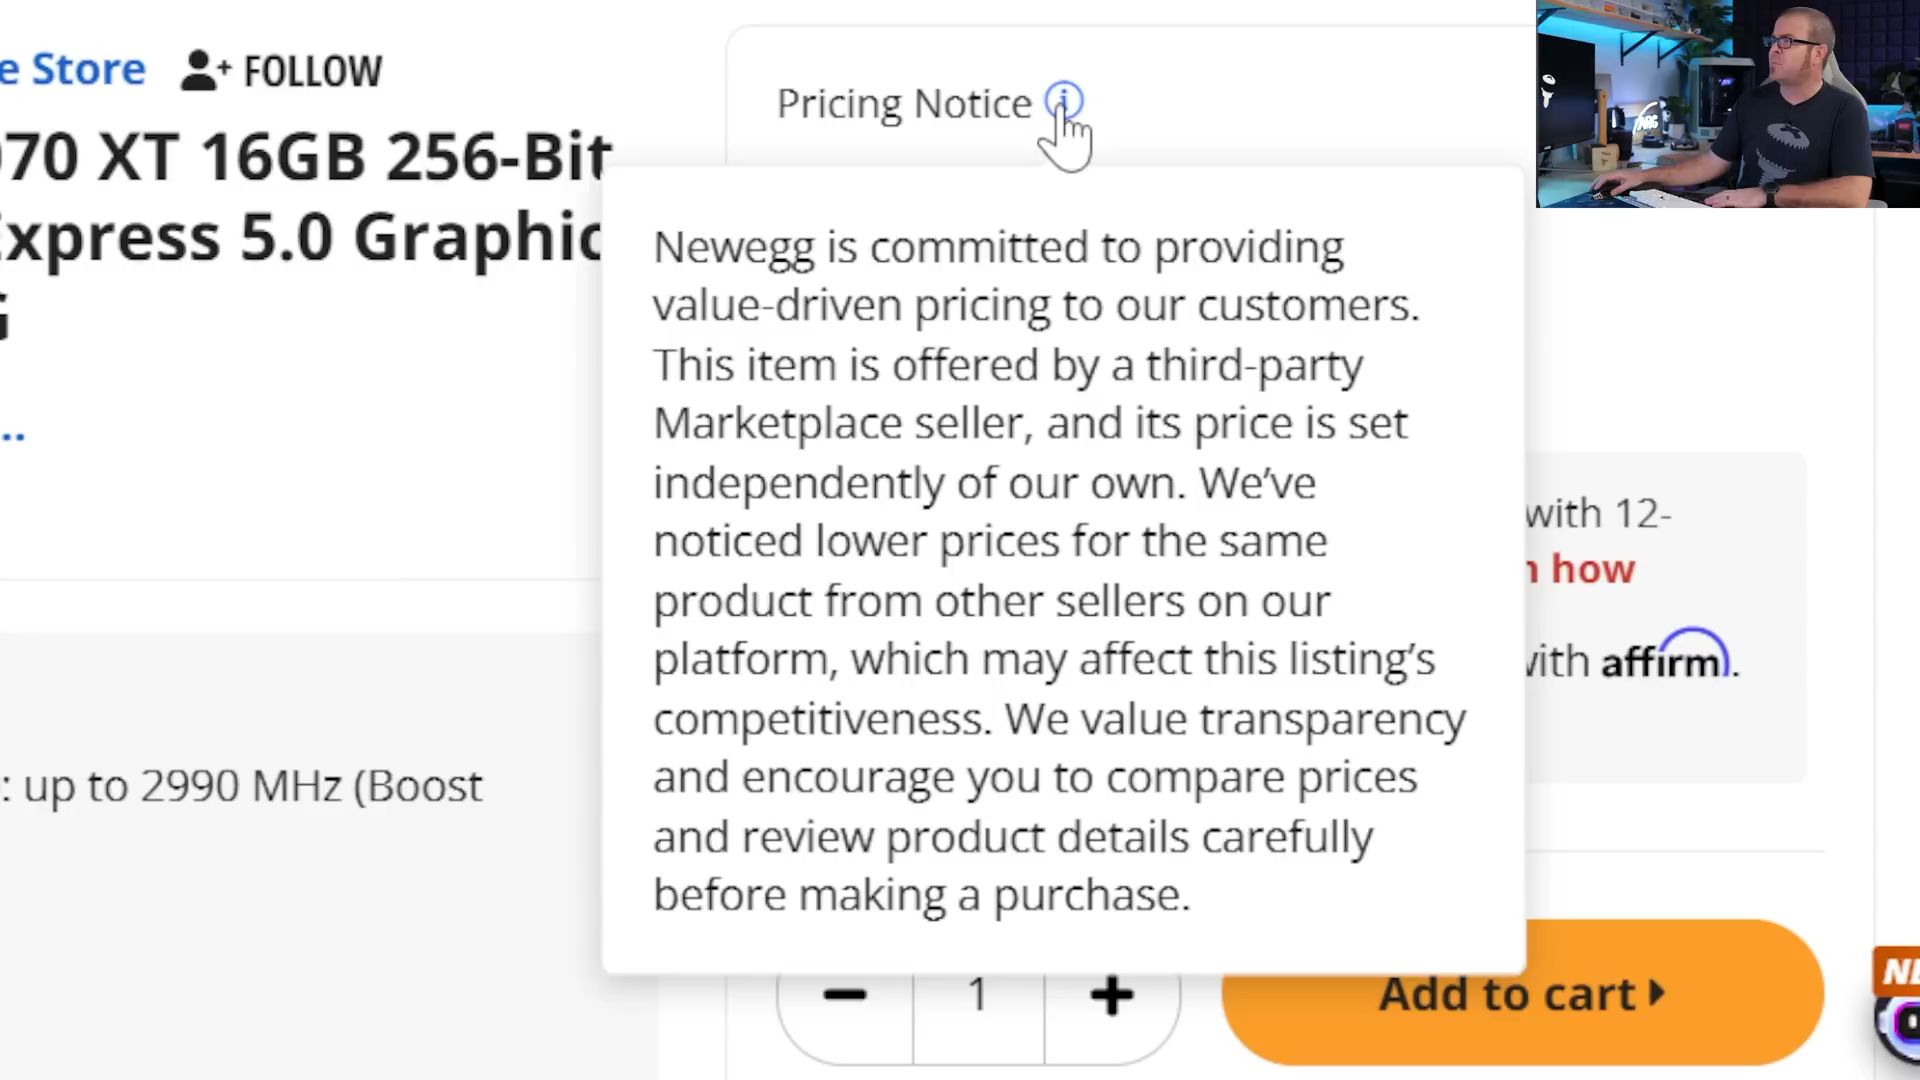 e Store
FOLLOW
070 XT 16GB 256-Bit
Express 5.0 Graphic
G
..
: up to 2990 MHz (Boost
Pricing Notice
Newegg is committed to providing
value-driven pricing to our customers.
This item is offered by a third-party
Marketplace seller, and its price is set
independently of our own. We've
noticed lower prices for the same
product from other sellers on our
platform, which may affect this listing's
competitiveness. We value transparency
and encourage you to compare prices
and review product details carefully
before making a purchase.
with 12-
n how
with affirm.
1
Add to cart
NE